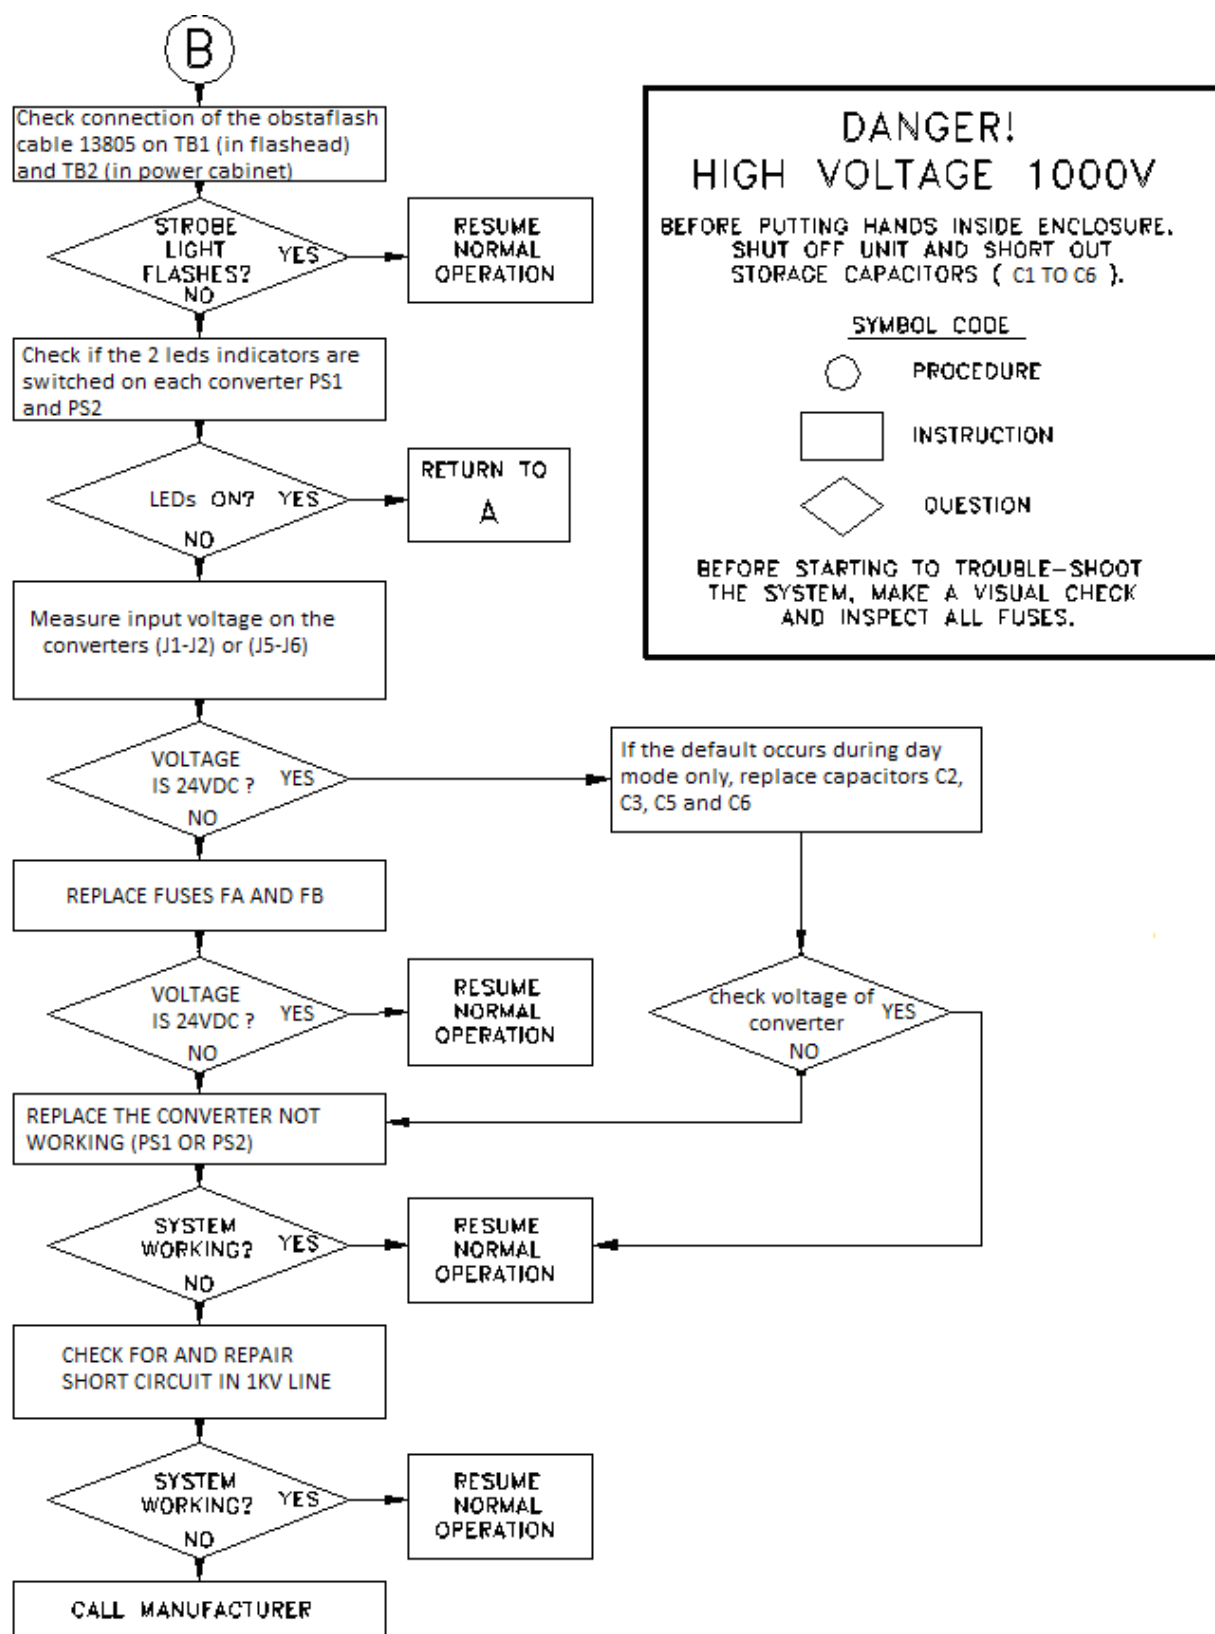 B
Check connection of the obstaflash
cable 13805 on TB1 (in flashead)
and TB2 (in power cabinet)
STROBE
LIGHT
FLASHES?
YES
NO
RESUME
NORMAL
OPERATION
Check if the 2 leds indicators are
switched on each converter PS1
and PS2
LEDs ON? YES
NO
RETURN TO
A
Measure input voltage on the
converters (J1-J2) or (J5-J6)
VOLTAGE
IS 24VDC ?
YES
NO
If the default occurs during day
mode only, replace capacitors C2,
C3, C5 and C6
REPLACE FUSES FA AND FB
VOLTAGE
IS 24VDC ?
YES
NO
RESUME
NORMAL
OPERATION
check voltage of
converter
YES
NO
REPLACE THE CONVERTER NOT
WORKING (PS1 OR PS2)
SYSTEM
WORKING?
YES
NO
RESUME
NORMAL
OPERATION
CHECK FOR AND REPAIR
SHORT CIRCUIT IN 1KV LINE
SYSTEM
WORKING?
YES
NO
RESUME
NORMAL
OPERATION
CALL MANUFACTURER
DANGER!
HIGH VOLTAGE 1000V
BEFORE PUTTING HANDS INSIDE ENCLOSURE.
SHUT OFF UNIT AND SHORT OUT
STORAGE CAPACITORS ( C1 TO C6 ).
SYMBOL CODE
PROCEDURE
INSTRUCTION
QUESTION
BEFORE STARTING TO TROUBLE-SHOOT
THE SYSTEM, MAKE A VISUAL CHECK
AND INSPECT ALL FUSES.